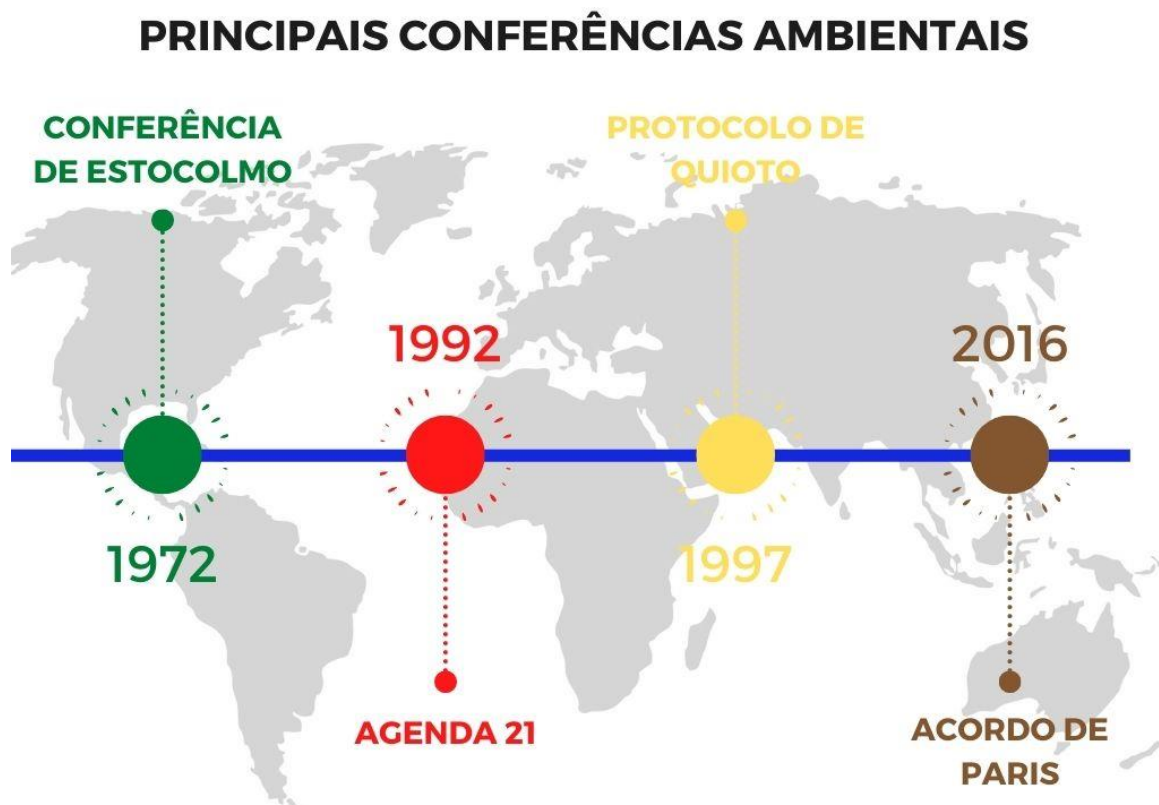 PRINCIPAIS CONFERÊNCIAS AMBIENTAIS
CONFERÊNCIA
DE ESTOCOLMO
1972
1992
AGENDA 21
PROTOCOLO DE
QUIOTO
1997
2016
ACORDO DE
PARIS